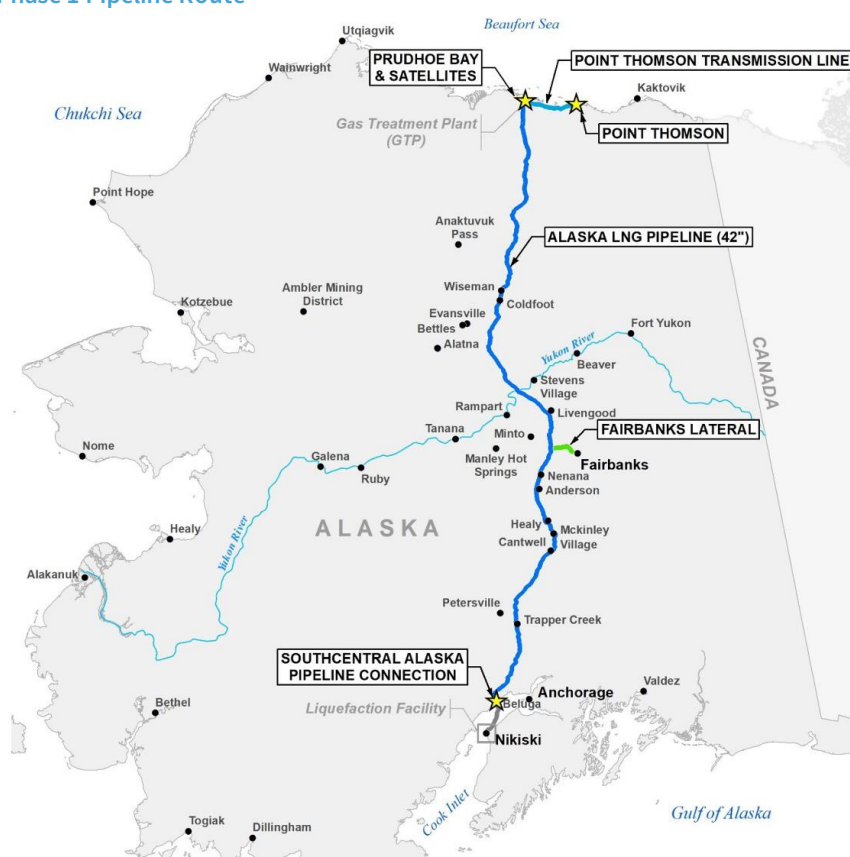 Phase 1 Pipeline Route
Beaufort Sea
Utqiagvik
PRUDHOE BAY
& SATELLITES
POINT THOMSON TRANSMISSION LINE
Wainwright
Kaktovik
Chukchi Sea
Gas Treatment Plant
(GTP)
POINT THOMSON
Point Hope
Anaktuvuk
Pass
ALASKA LNG PIPELINE (42")
Wiseman
Coldfoot
Ambler Mining
District
Kotzebue
Evansville
Bettles
Alatna
Fort Yukon
Yukon River
Beaver
CANADA
Stevens
Village
Rampart
Livengood
Tanana
Minto
FAIRBANKS LATERAL
Manley Hot
Springs
Fairbanks
Nome
Galena
Ruby
Nenana
Anderson
Healy
ALASKA
Yukon River
Healy
Mckinley
Village
Cantwell
Alakanuk
Petersville
Trapper Creek
SOUTHCENTRAL ALASKA
PIPELINE CONNECTION
Valdez
Anchorage
Beluga
Bethel
Liquefaction Facility
Nikiski
Cook Inlet
Gulf of Alaska
Togiak
Dillingham